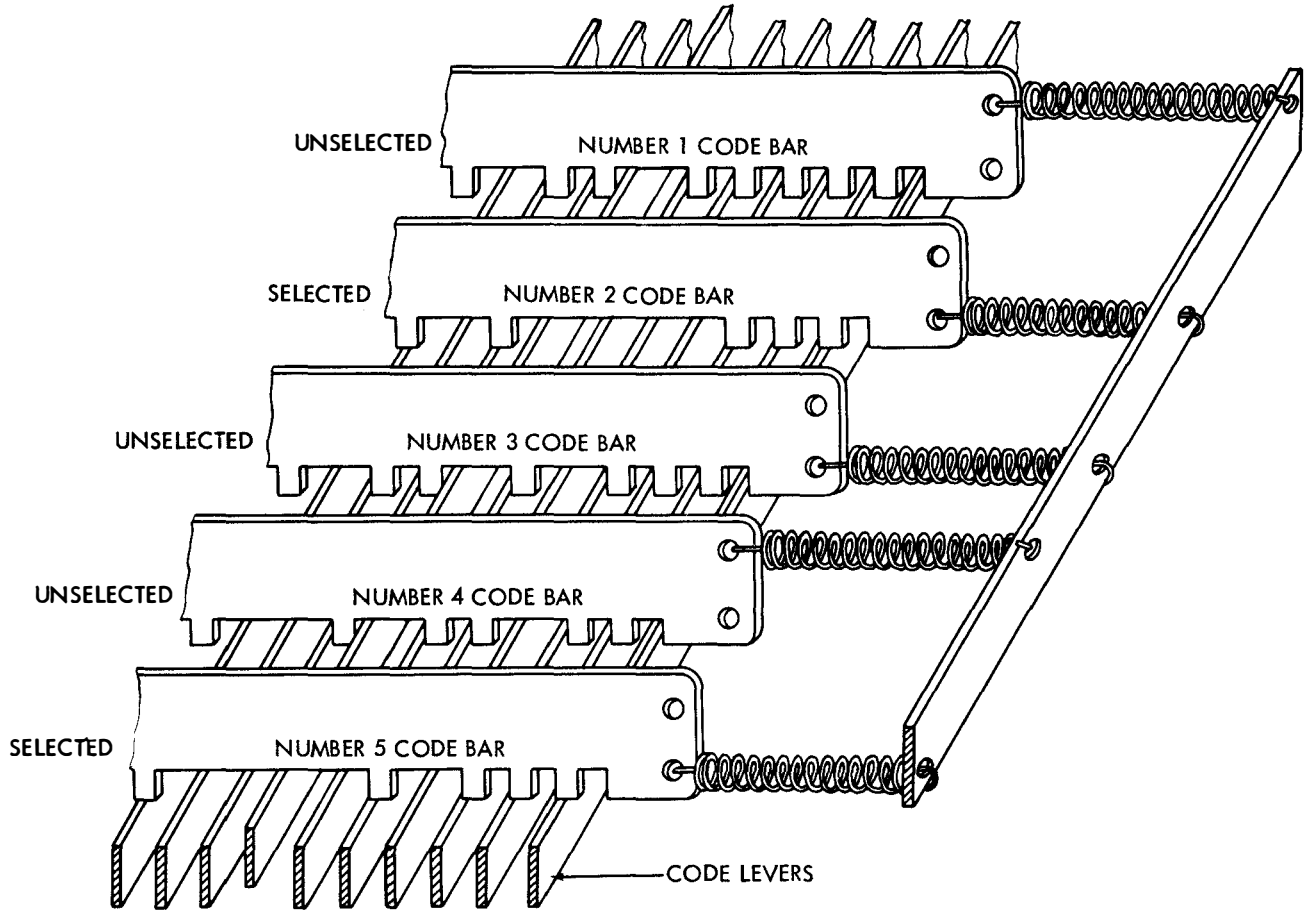 UNSELECTED
NUMBER 1 CODE BAR
SELECTED
NUMBER 2 CODE BAR
UNSELECTED
NUMBER 3 CODE BAR
UNSELECTED
NUMBER 4 CODE BAR
SELECTED
NUMBER 5 CODE BAR
CODE LEVERS